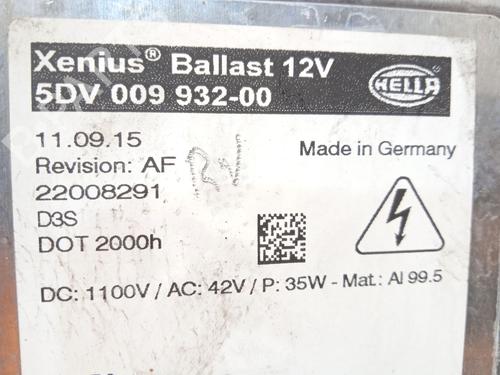 Xenius® Ballast 12V
5DV 009 932-00
HELLA
11.09.15
Made in Germany
Revision: AF
22008291
D3S
DOT 2000h
DC: 1100V / AC: 42V / P: 35W - Mat.: Al 99.5